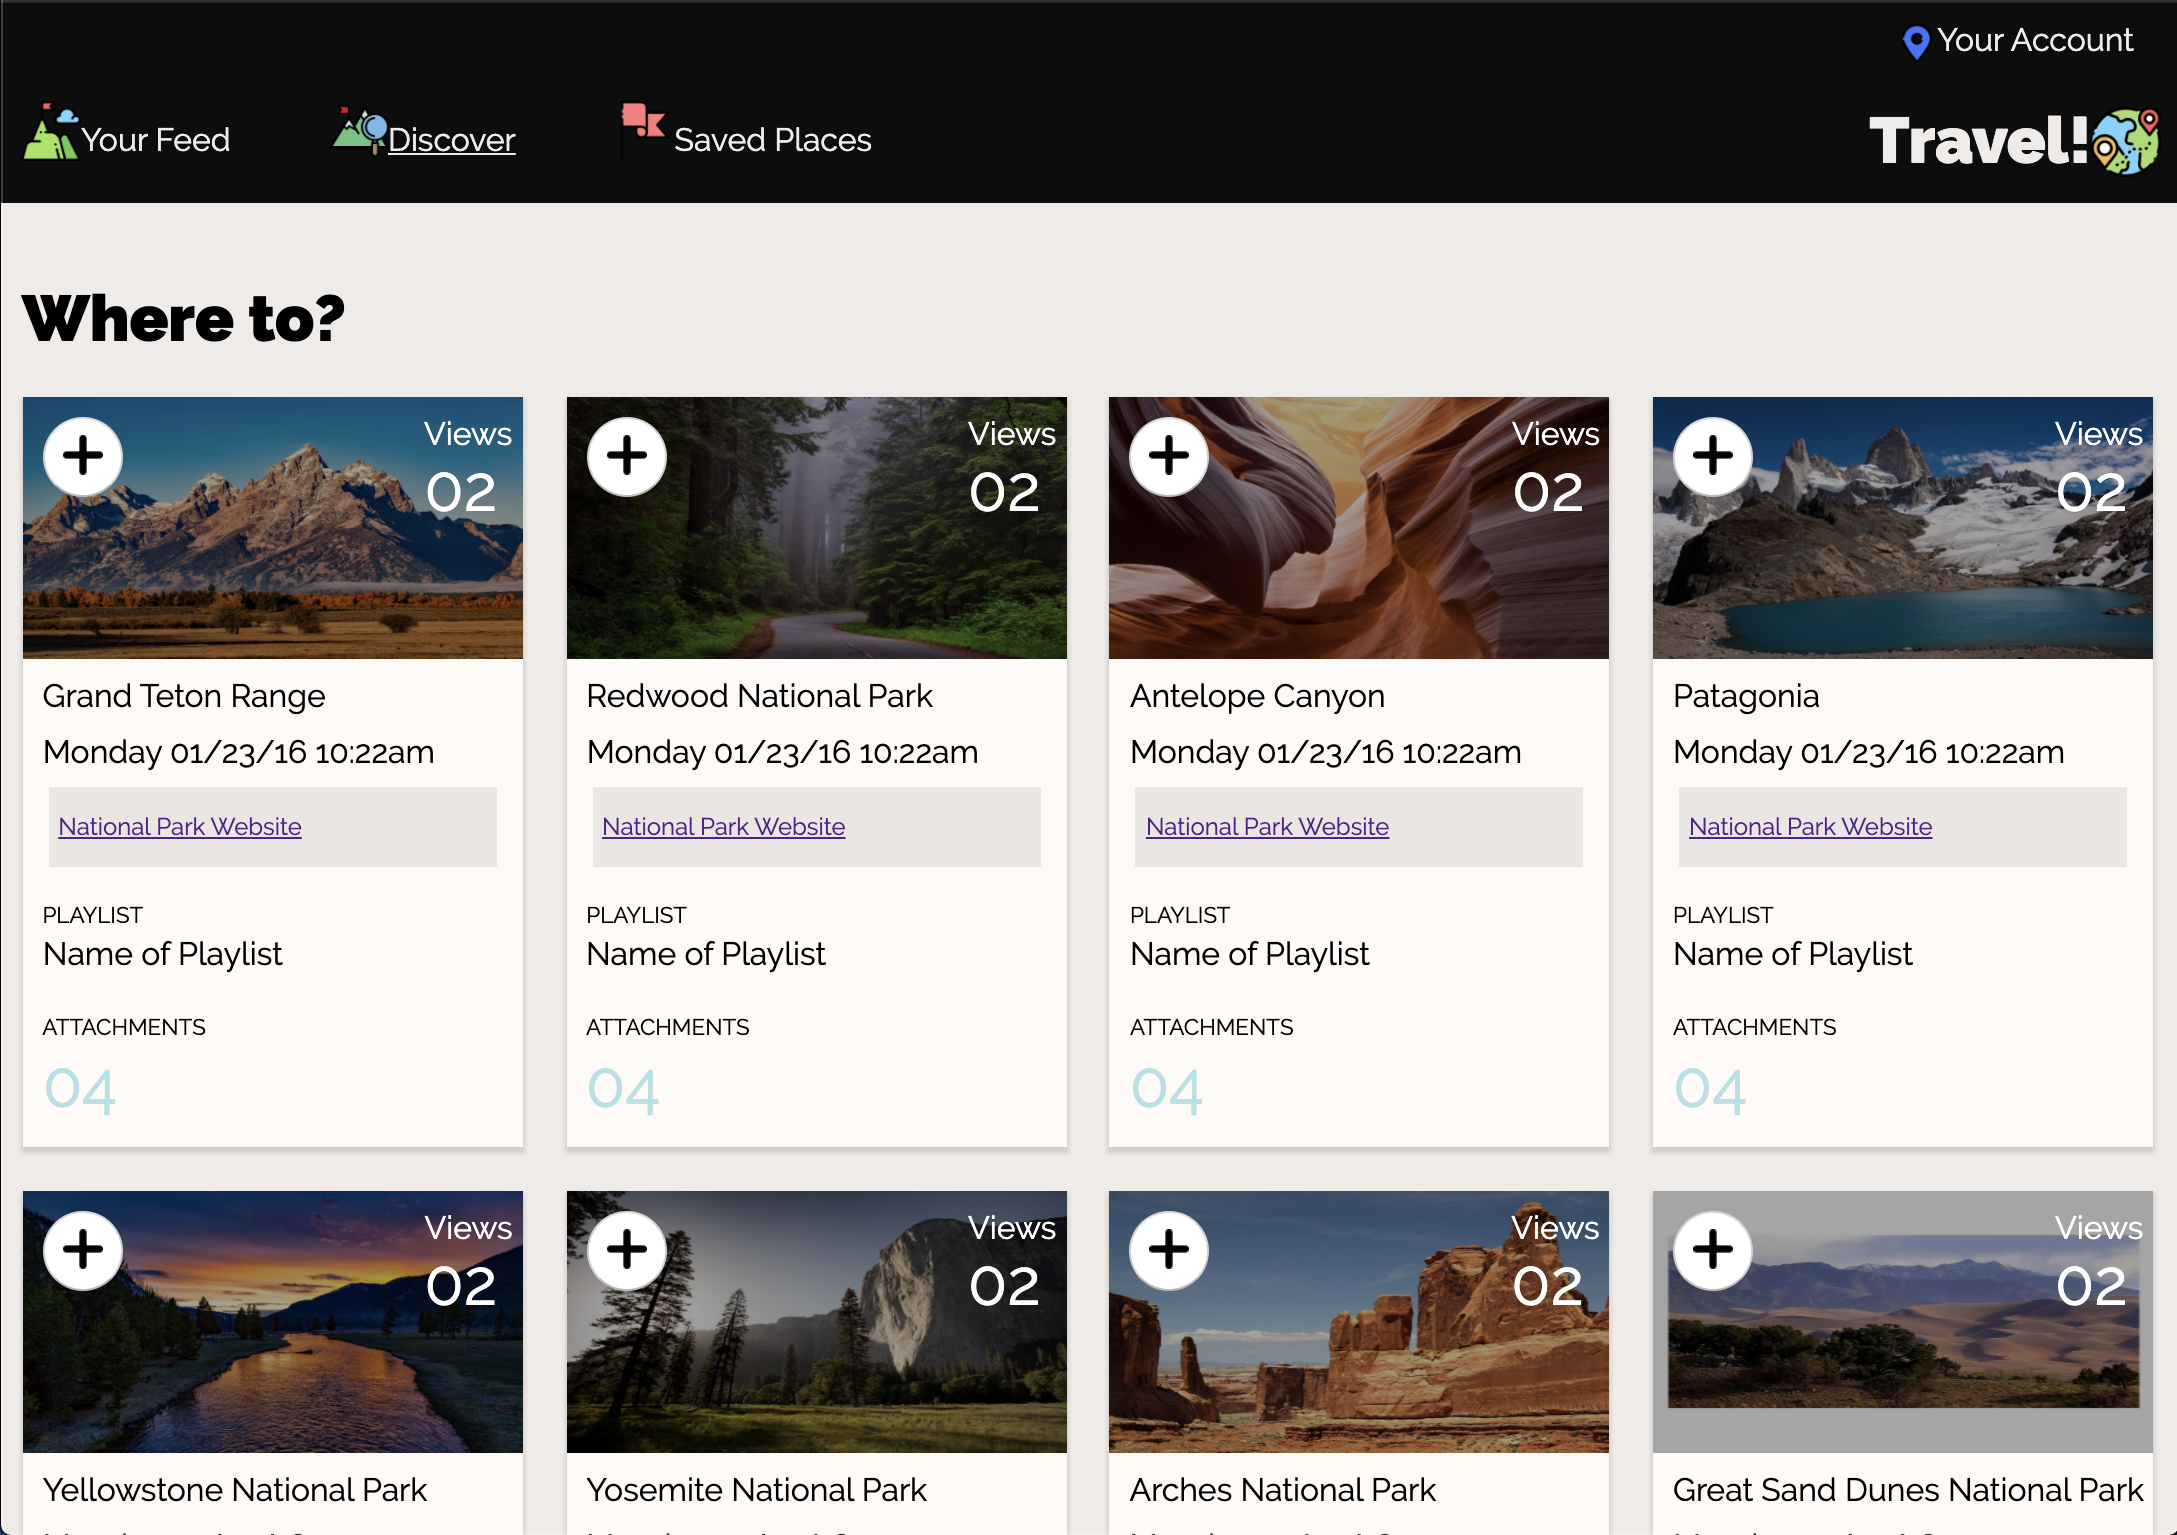 Your Account
Your Feed
Discover
Saved Places
Travel!
Where to?
Views
02
Grand Teton Range
Monday 01/23/16 10:22am
National Park Website
PLAYLIST
Name of Playlist
ATTACHMENTS
04
Views
02
Redwood National Park
Monday 01/23/16 10:22am
National Park Website
PLAYLIST
Name of Playlist
ATTACHMENTS
04
Views
02
Antelope Canyon
Monday 01/23/16 10:22am
National Park Website
PLAYLIST
Name of Playlist
ATTACHMENTS
04
Views
02
Patagonia
Monday 01/23/16 10:22am
National Park Website
PLAYLIST
Name of Playlist
ATTACHMENTS
04
Views
02
Yellowstone National Park
Views
02
Yosemite National Park
Views
02
Arches National Park
Views
02
Great Sand Dunes National Park